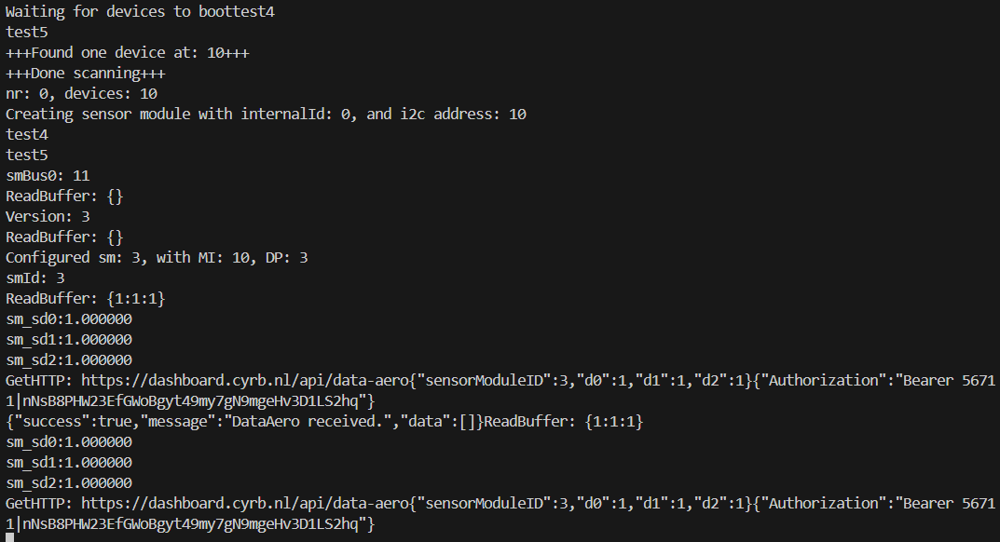 Waiting for devices to boottest4
test5
+++Found one device at: 10+++
+++Done scanning+++
nr: 0, devices: 10
Creating sensor module with internalId: 0, and i2c address: 10
test4
test5
smBus0: 11
ReadBuffer: {}
Version: 3
ReadBuffer: {}
Configured sm: 3, with MI: 10, DP: 3
smId: 3
ReadBuffer: {1:1:1}
sm_sd0:1.000000
sm_sd1:1.000000
sm_sd2:1.000000
GetHTTP: https://dashboard.cyrb.nl/api/data-aero{"sensorModuleID":3,"d0":1,"d1":1,"d2":1}{"Authorization":"Bearer 5671
1|nNsB8PHW23EfGWoBgyt49my7gN9mgeHv3D1LS2hq"}
{"success":true,"message":"DataAero received.","data":[]}ReadBuffer: {1:1:1}
sm_sd0:1.000000
sm_sd1:1.000000
sm_sd2:1.000000
GetHTTP: https://dashboard.cyrb.nl/api/data-aero{"sensorModuleID":3,"d0":1,"d1":1,"d2":1}{"Authorization":"Bearer 5671
1|nNsB8PHW23EfGWoBgyt49my7gN9mgeHv3D1LS2hq"}